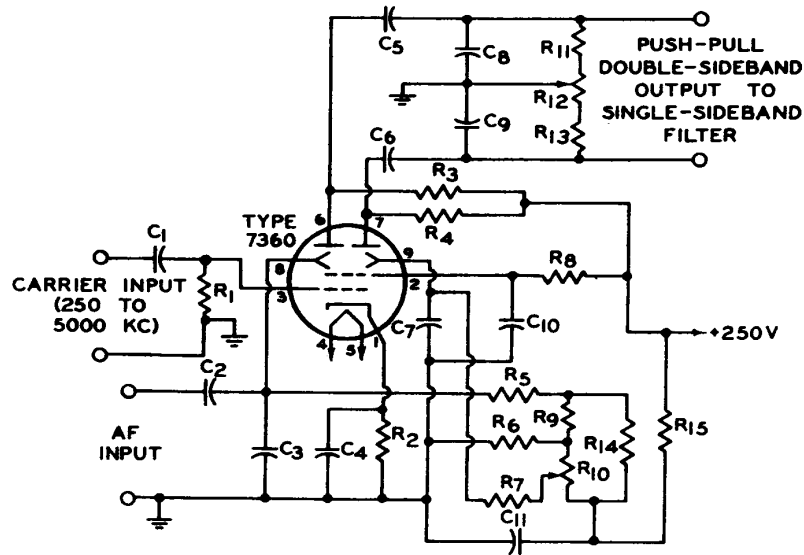 C5
C8
R11
PUSH-PULL
DOUBLE-SIDEBAND
OUTPUT TO
SINGLE-SIDEBAND
FILTER
R12
C9
R13
C6
R3
R4
TYPE
7360
6
7
8
9
2
3
4
5
1
C1
R1
CARRIER INPUT
(250 TO
5000 KC)
R8
C7
C10
+250V
C2
AF
INPUT
R5
R9
R6
R14
R15
R10
R7
C3
C4
R2
C11